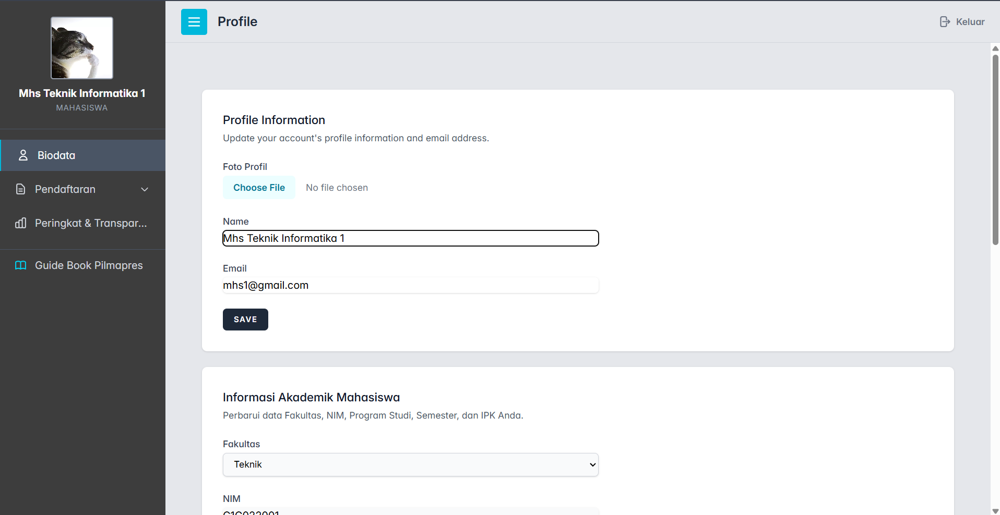 Mhs Teknik Informatika 1
MAHASISWA
Biodata
Pendaftaran
Peringkat & Transpar...
Guide Book Pilmapres
Profile
Keluar
Profile Information
Update your account's profile information and email address.
Foto Profil
Choose File No file chosen
Name
Mhs Teknik Informatika 1
Email
mhs1@gmail.com
SAVE
Informasi Akademik Mahasiswa
Perbarui data Fakultas, NIM, Program Studi, Semester, dan IPK Anda.
Fakultas
Teknik
NIM